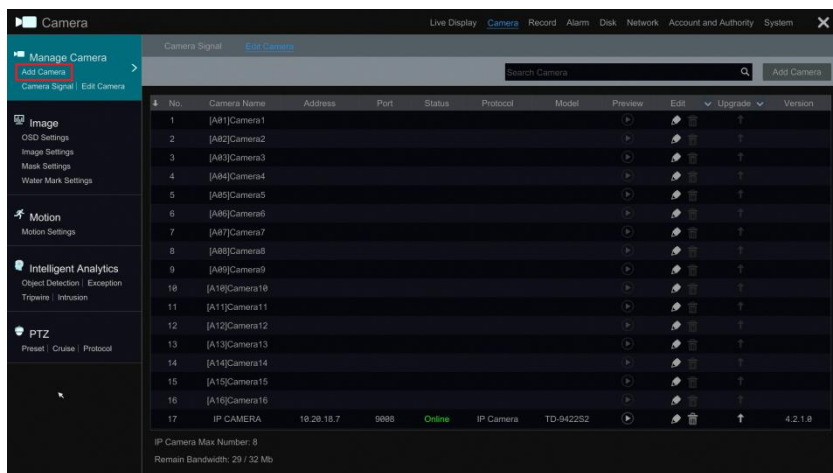 Camera
Live Display Camera Record Alarm Disk Network Account and Authority System
Manage Camera
Add Camera
Camera Signal | Edit Camera
Image
OSD Settings
Image Settings
Mask Settings
Water Mark Settings
Motion
Motion Settings
Intelligent Analytics
Object Detection | Exception
Tripwire | Intrusion
PTZ
Preset | Cruise | Protocol
Camera Signal Edit Camera
Search Camera Add Camera
No. Camera Name Address Port Status Protocol Model Preview Edit Upgrade Version
1 [A01]Camera1
2 [A02]Camera2
3 [A03]Camera3
4 [A04]Camera4
5 [A05]Camera5
6 [A06]Camera6
7 [A07]Camera7
8 [A08]Camera8
9 [A09]Camera9
10 [A10]Camera10
11 [A11]Camera11
12 [A12]Camera12
13 [A13]Camera13
14 [A14]Camera14
15 [A15]Camera15
16 [A16]Camera16
17 IP CAMERA 10.20.18.7 9008 Online IP Camera TD-9422S2 4.2.1.0
IP Camera Max Number: 8
Remain Bandwidth: 29 / 32 Mb